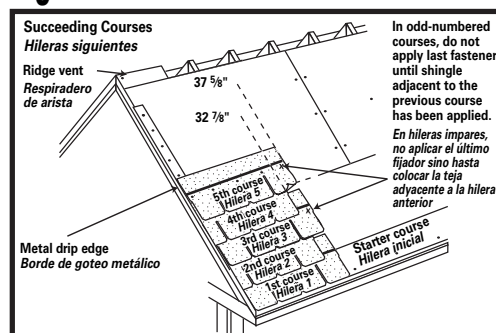 Succeeding Courses
Hileras siguientes
Ridge vent
Respiradero
de arista
37 5/8"
32 7/8"
In odd-numbered
courses, do not
apply last fastener
until shingle
adjacent to the
previous course
has been applied.
En hileras impares,
no aplicar el último
fijador sino hasta
colocar la teja
adyacente a la hilera
anterior
5th course
Hilera 5
4th course
Hilera 4
3rd course
Hilera 3
2nd course
Hilera 2
1st course
Hilera 1
Starter course
Hilera inicial
Metal drip edge
Borde de goteo metálico